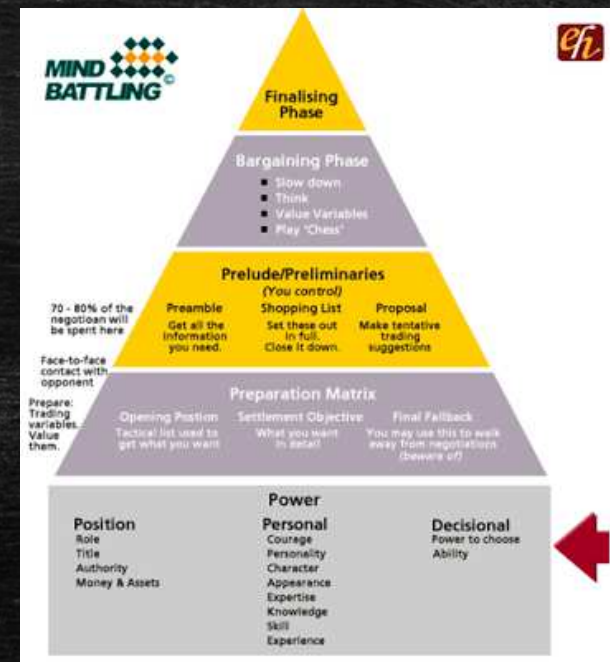 MIND
BATTLING©
efi
Finalising
Phase
Bargaining Phase
■ Slow down
■ Think
■ Value Variables
■ Play "Chess"
Prelude/Preliminaries
(You control)
Preamble
Get all the
Information
you need.
Shopping List
Set these out
In full.
Close it down.
Proposal
Make tentative
trading
suggestions
70 - 80% of the
negotioan will
be spent here
Face-to-face
contact with
opponent
Prepare:
Trading
variables.
Value
them.
Preparation Matrix
Opening Postion
Tactical list used to
get what you want
Settlement Objective
What you want
In detail
Final Fallback
You may use this to walk
away from negotiations
(beware of)
Power
Position
Role
Title
Authority
Money & Assets
Personal
Courage
Personality
Character
Appearance
Expertise
Knowledge
Skill
Experience
Decisional
Power to choose
Ability